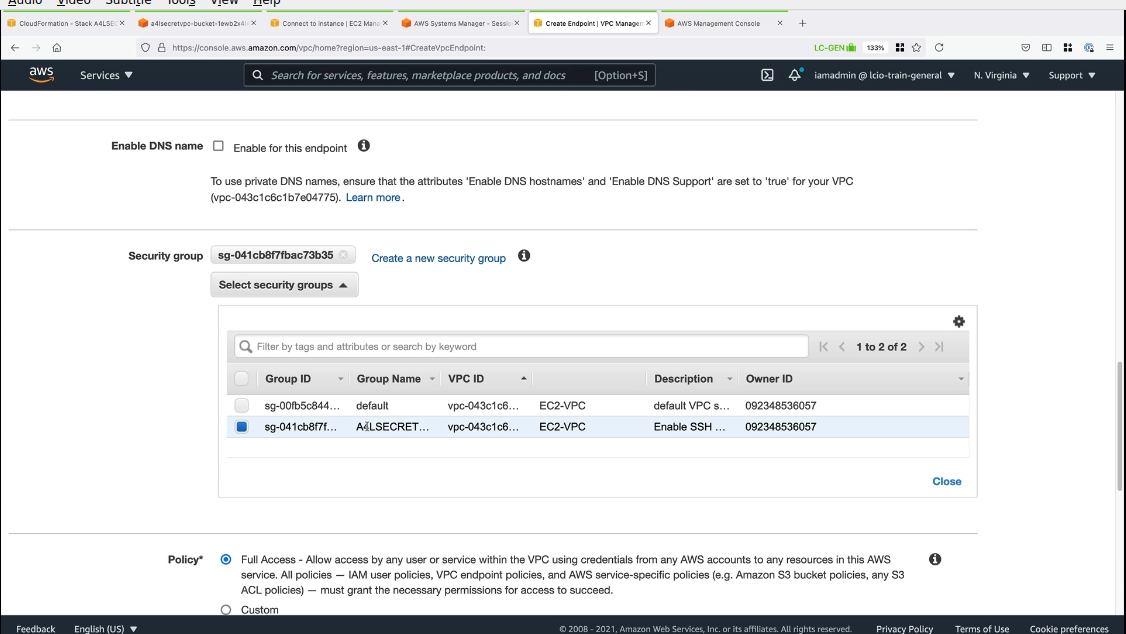 Audio Video Subtitle Tools Help
CloudFormation - Stack A4LSEC
a4lsecretvpc-bucket-1ewb2x4l
Connect to instance | EC2 Man
AWS Systems Manager - Sessio
Create Endpoint | VPC Managem
AWS Management Console
https://console.aws.amazon.com/vpc/home?region=us-east-1#CreateVpcEndpoint:
LC-GEN
133%
aws
Services
Search for services, features, marketplace products, and docs [Option+S]
iamadmin @ lcio-train-general
N. Virginia
Support
Enable DNS name
Enable for this endpoint
To use private DNS names, ensure that the attributes 'Enable DNS hostnames' and 'Enable DNS Support' are set to 'true' for your VPC
(vpc-043c1c6c1b7e04775). Learn more.
Security group
sg-041cb8f7fbac73b35
Create a new security group
Select security groups
Filter by tags and attributes or search by keyword
1 to 2 of 2
Group ID Group Name VPC ID Description Owner ID
sg-00fb5c844... default vpc-043c1c6... EC2-VPC default VPC s... 092348536057
sg-041cb8f7f... A4LSECRET... vpc-043c1c6... EC2-VPC Enable SSH ... 092348536057
Close
Policy*
Full Access - Allow access by any user or service within the VPC using credentials from any AWS accounts to any resources in this AWS
service. All policies — IAM user policies, VPC endpoint policies, and AWS service-specific policies (e.g. Amazon S3 bucket policies, any S3
ACL policies) — must grant the necessary permissions for access to succeed.
Custom
Feedback
English (US)
© 2008 - 2021, Amazon Web Services, Inc. or its affiliates. All rights reserved.
Privacy Policy
Terms of Use
Cookie preferences